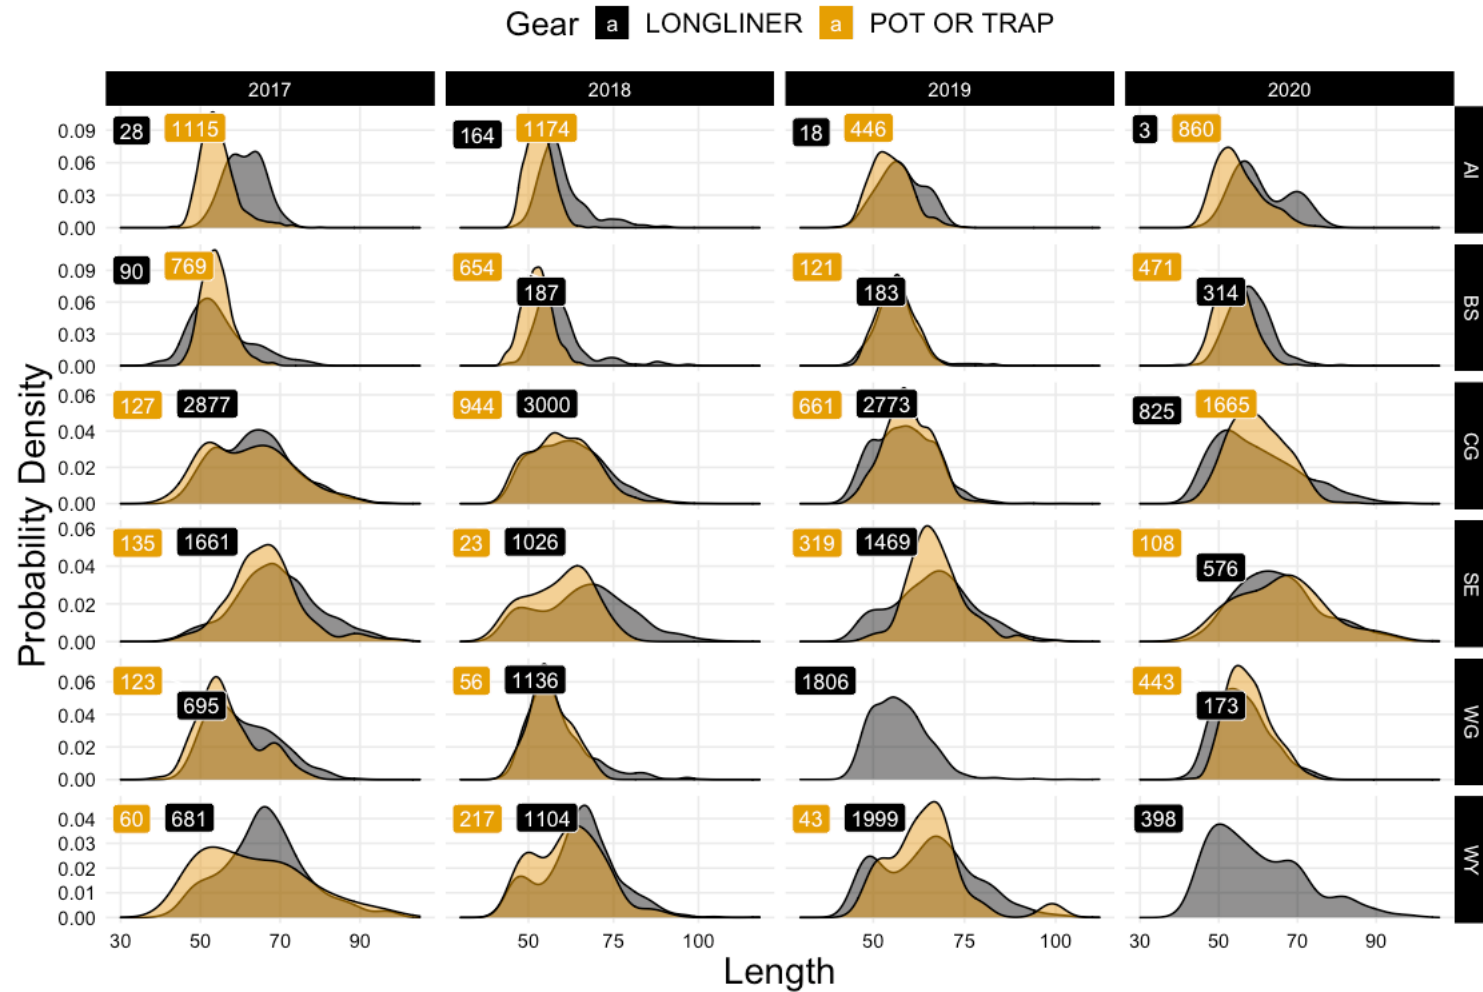 Gear a LONGLINER a POT OR TRAP
2017 2018 2019 2020
0.09 0.06 0.03 0.00 28 1115 164 1174 18 446 3 860 AI
0.09 0.06 0.03 0.00 90 769 654 187 121 183 471 314 BS
0.06 0.04 0.02 0.00 127 2877 944 3000 661 2773 825 1665 CG
0.06 0.04 0.02 0.00 135 1661 23 1026 319 1469 108 576 SE
0.06 0.04 0.02 0.00 123 695 56 1136 1806 443 173 WG
0.04 0.03 0.02 0.01 0.00 60 681 217 1104 43 1999 398 WY
30 50 70 90 50 75 100 50 75 100 30 50 70 90
Length
Probability Density